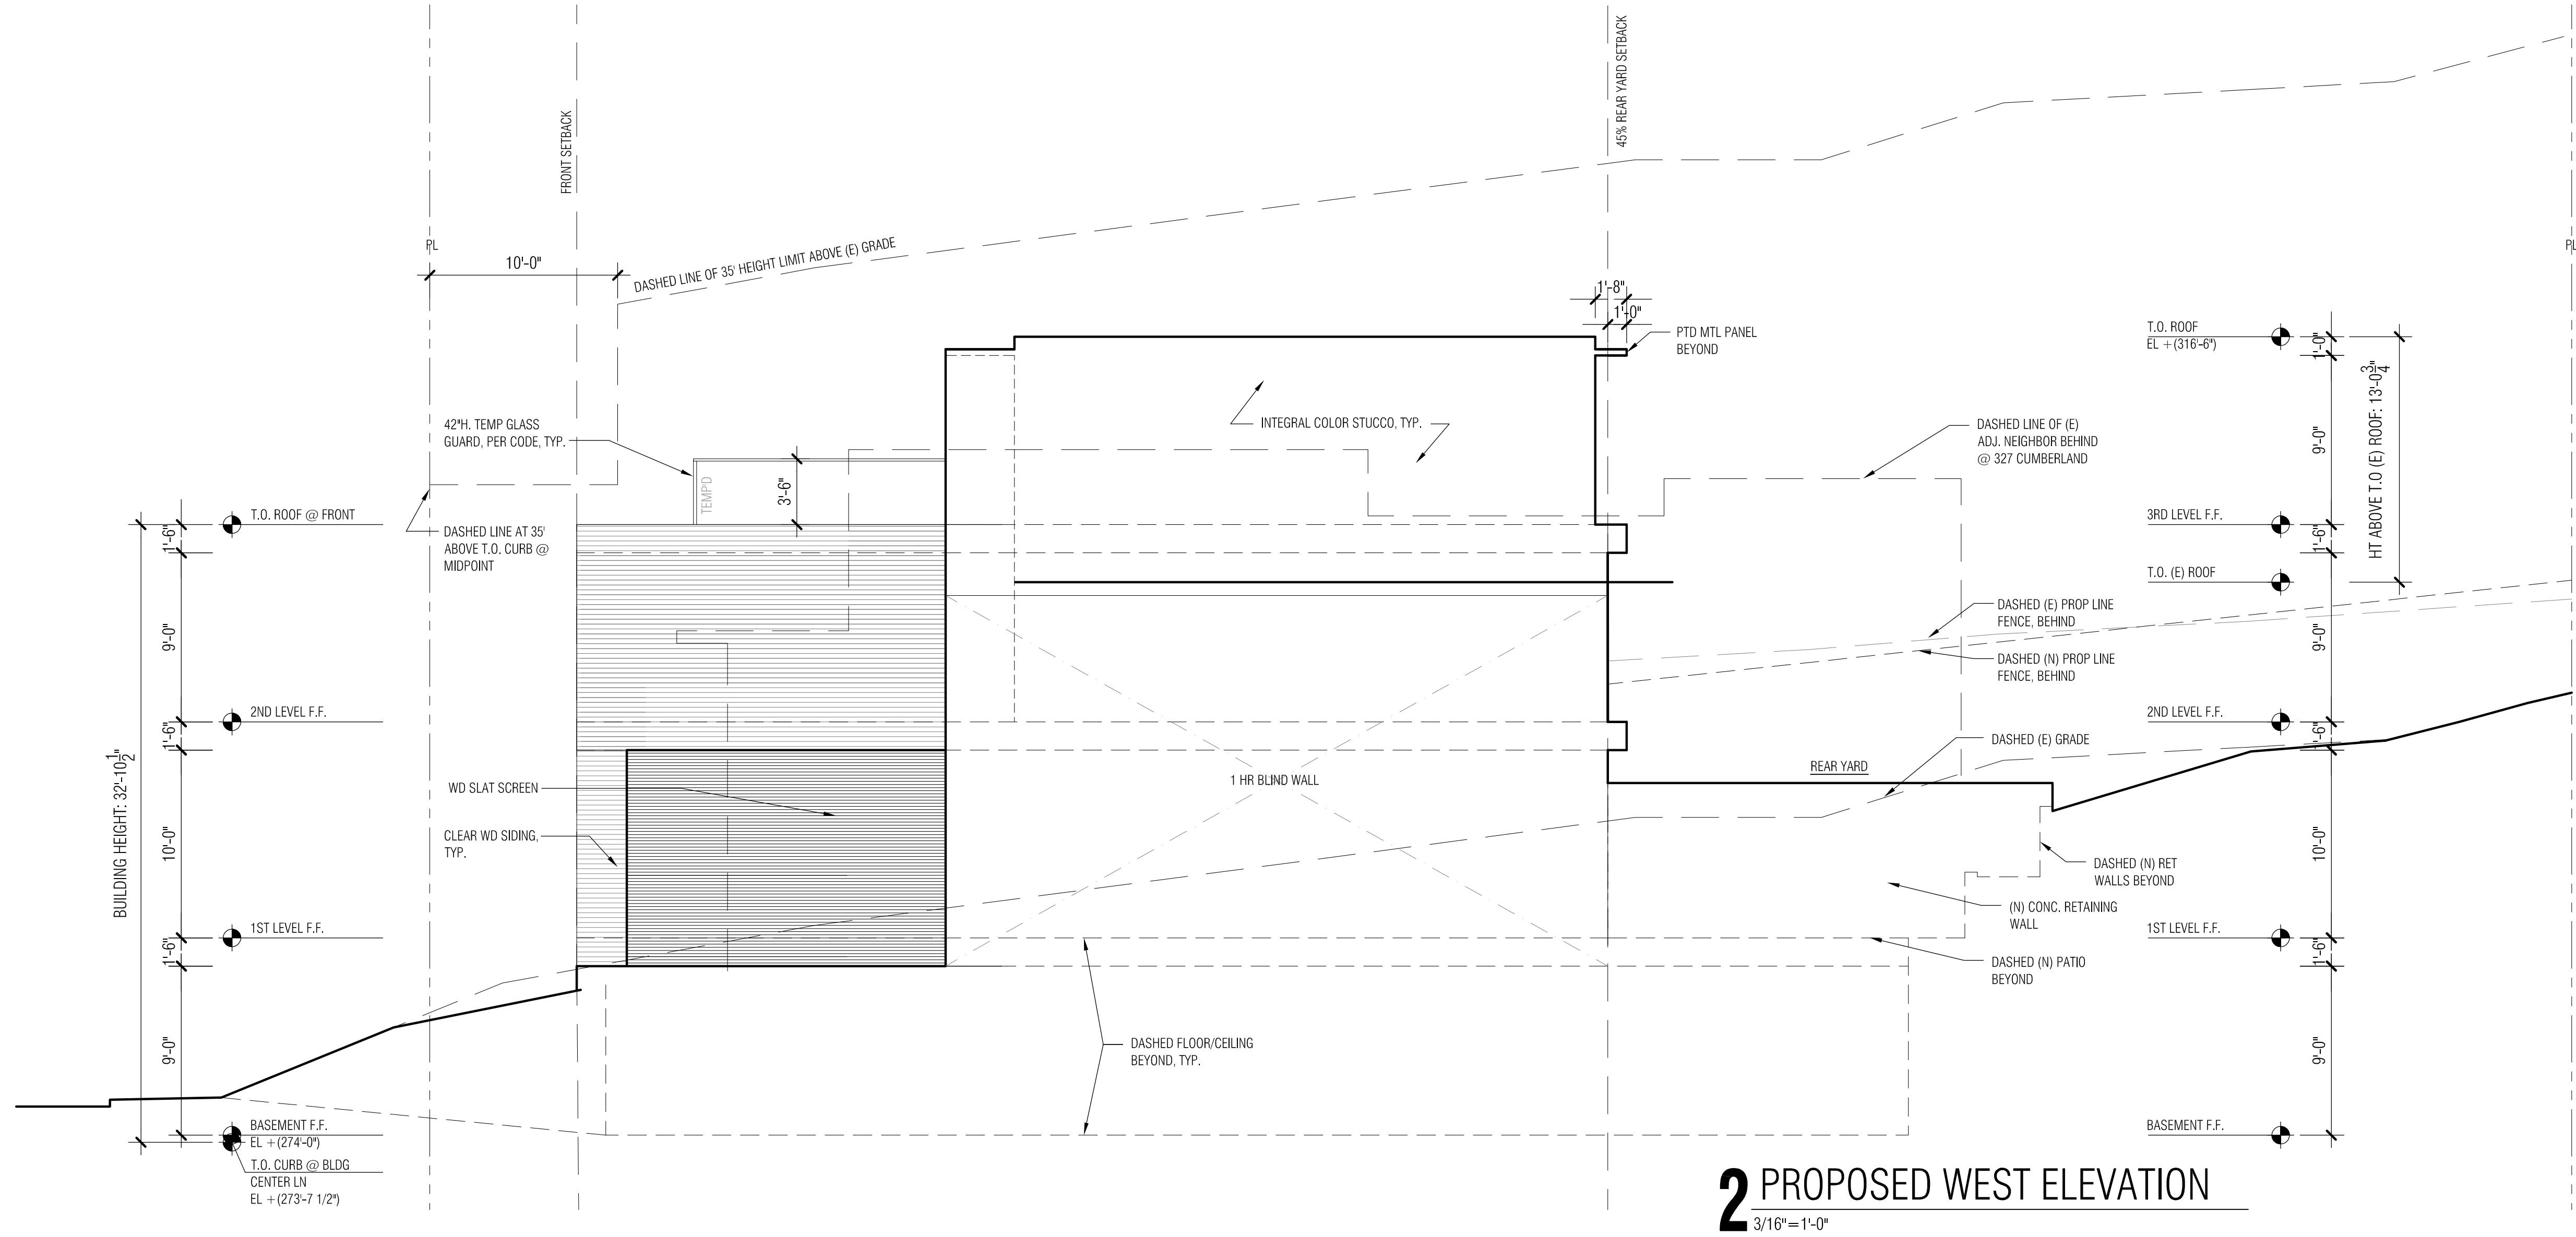 FRONT SETBACK
45% REAR YARD SETBACK
PL
PL
10'-0"
DASHED LINE OF 35' HEIGHT LIMIT ABOVE (E) GRADE
1'-8"
1'-0"
PTD MTL PANEL
BEYOND
T.O. ROOF
EL +(316'-6")
1'-0"
HT ABOVE T.O (E) ROOF: 13'-0 3/4"
42"H. TEMP GLASS
GUARD, PER CODE, TYP.
TEMP'D
3'-6"
INTEGRAL COLOR STUCCO, TYP.
DASHED LINE OF (E)
ADJ. NEIGHBOR BEHIND
@ 327 CUMBERLAND
9'-0"
T.O. ROOF @ FRONT
1'-6"
DASHED LINE AT 35'
ABOVE T.O. CURB @
MIDPOINT
3RD LEVEL F.F.
1'-6"
T.O. (E) ROOF
DASHED (E) PROP LINE
FENCE, BEHIND
DASHED (N) PROP LINE
FENCE, BEHIND
9'-0"
9'-0"
2ND LEVEL F.F.
1'-6"
2ND LEVEL F.F.
1'-6"
DASHED (E) GRADE
REAR YARD
BUILDING HEIGHT: 32'-10 1/2"
WD SLAT SCREEN
1 HR BLIND WALL
CLEAR WD SIDING,
TYP.
10'-0"
10'-0"
DASHED (N) RET
WALLS BEYOND
(N) CONC. RETAINING
WALL
1ST LEVEL F.F.
1'-6"
1ST LEVEL F.F.
1'-6"
DASHED (N) PATIO
BEYOND
DASHED FLOOR/CEILING
BEYOND, TYP.
9'-0"
9'-0"
BASEMENT F.F.
EL +(274'-0")
T.O. CURB @ BLDG
CENTER LN
EL +(273'-7 1/2")
BASEMENT F.F.
2 PROPOSED WEST ELEVATION
3/16"=1'-0"